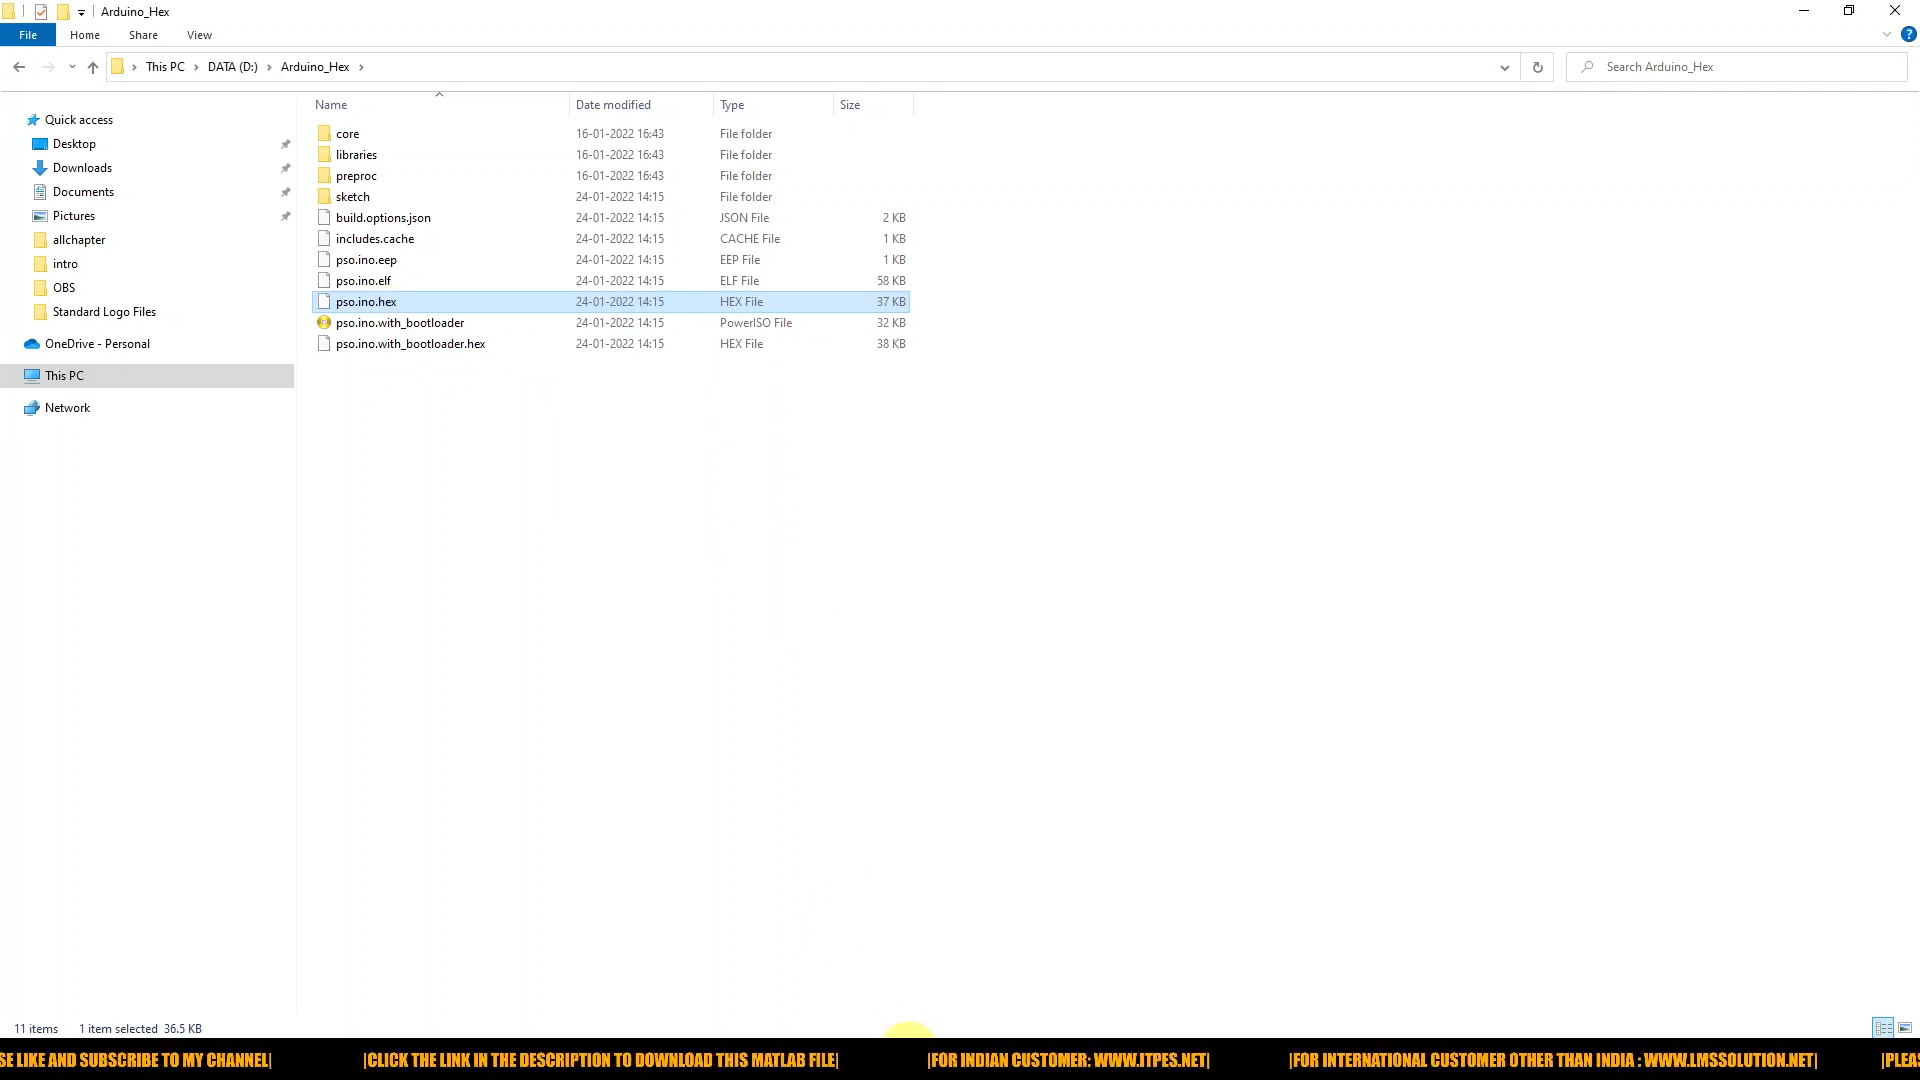 Arduino_Hex
File Home Share View
This PC DATA (D:) Arduino_Hex
Search Arduino_Hex
Name Date modified Type Size
core 16-01-2022 16:43 File folder
libraries 16-01-2022 16:43 File folder
preproc 16-01-2022 16:43 File folder
sketch 24-01-2022 14:15 File folder
build.options.json 24-01-2022 14:15 JSON File 2 KB
includes.cache 24-01-2022 14:15 CACHE File 1 KB
pso.ino.eep 24-01-2022 14:15 EEP File 1 KB
pso.ino.elf 24-01-2022 14:15 ELF File 58 KB
pso.ino.hex 24-01-2022 14:15 HEX File 37 KB
pso.ino.with_bootloader 24-01-2022 14:15 PowerISO File 32 KB
pso.ino.with_bootloader.hex 24-01-2022 14:15 HEX File 38 KB
Quick access
Desktop
Downloads
Documents
Pictures
allchapter
intro
OBS
Standard Logo Files
OneDrive - Personal
This PC
Network
11 items 1 item selected 36.5 KB
SE LIKE AND SUBSCRIBE TO MY CHANNEL| |CLICK THE LINK IN THE DESCRIPTION TO DOWNLOAD THIS MATLAB FILE| |FOR INDIAN CUSTOMER: WWW.ITPES.NET| |FOR INTERNATIONAL CUSTOMER OTHER THAN INDIA : WWW.LMSSOLUTION.NET| |PLEAS